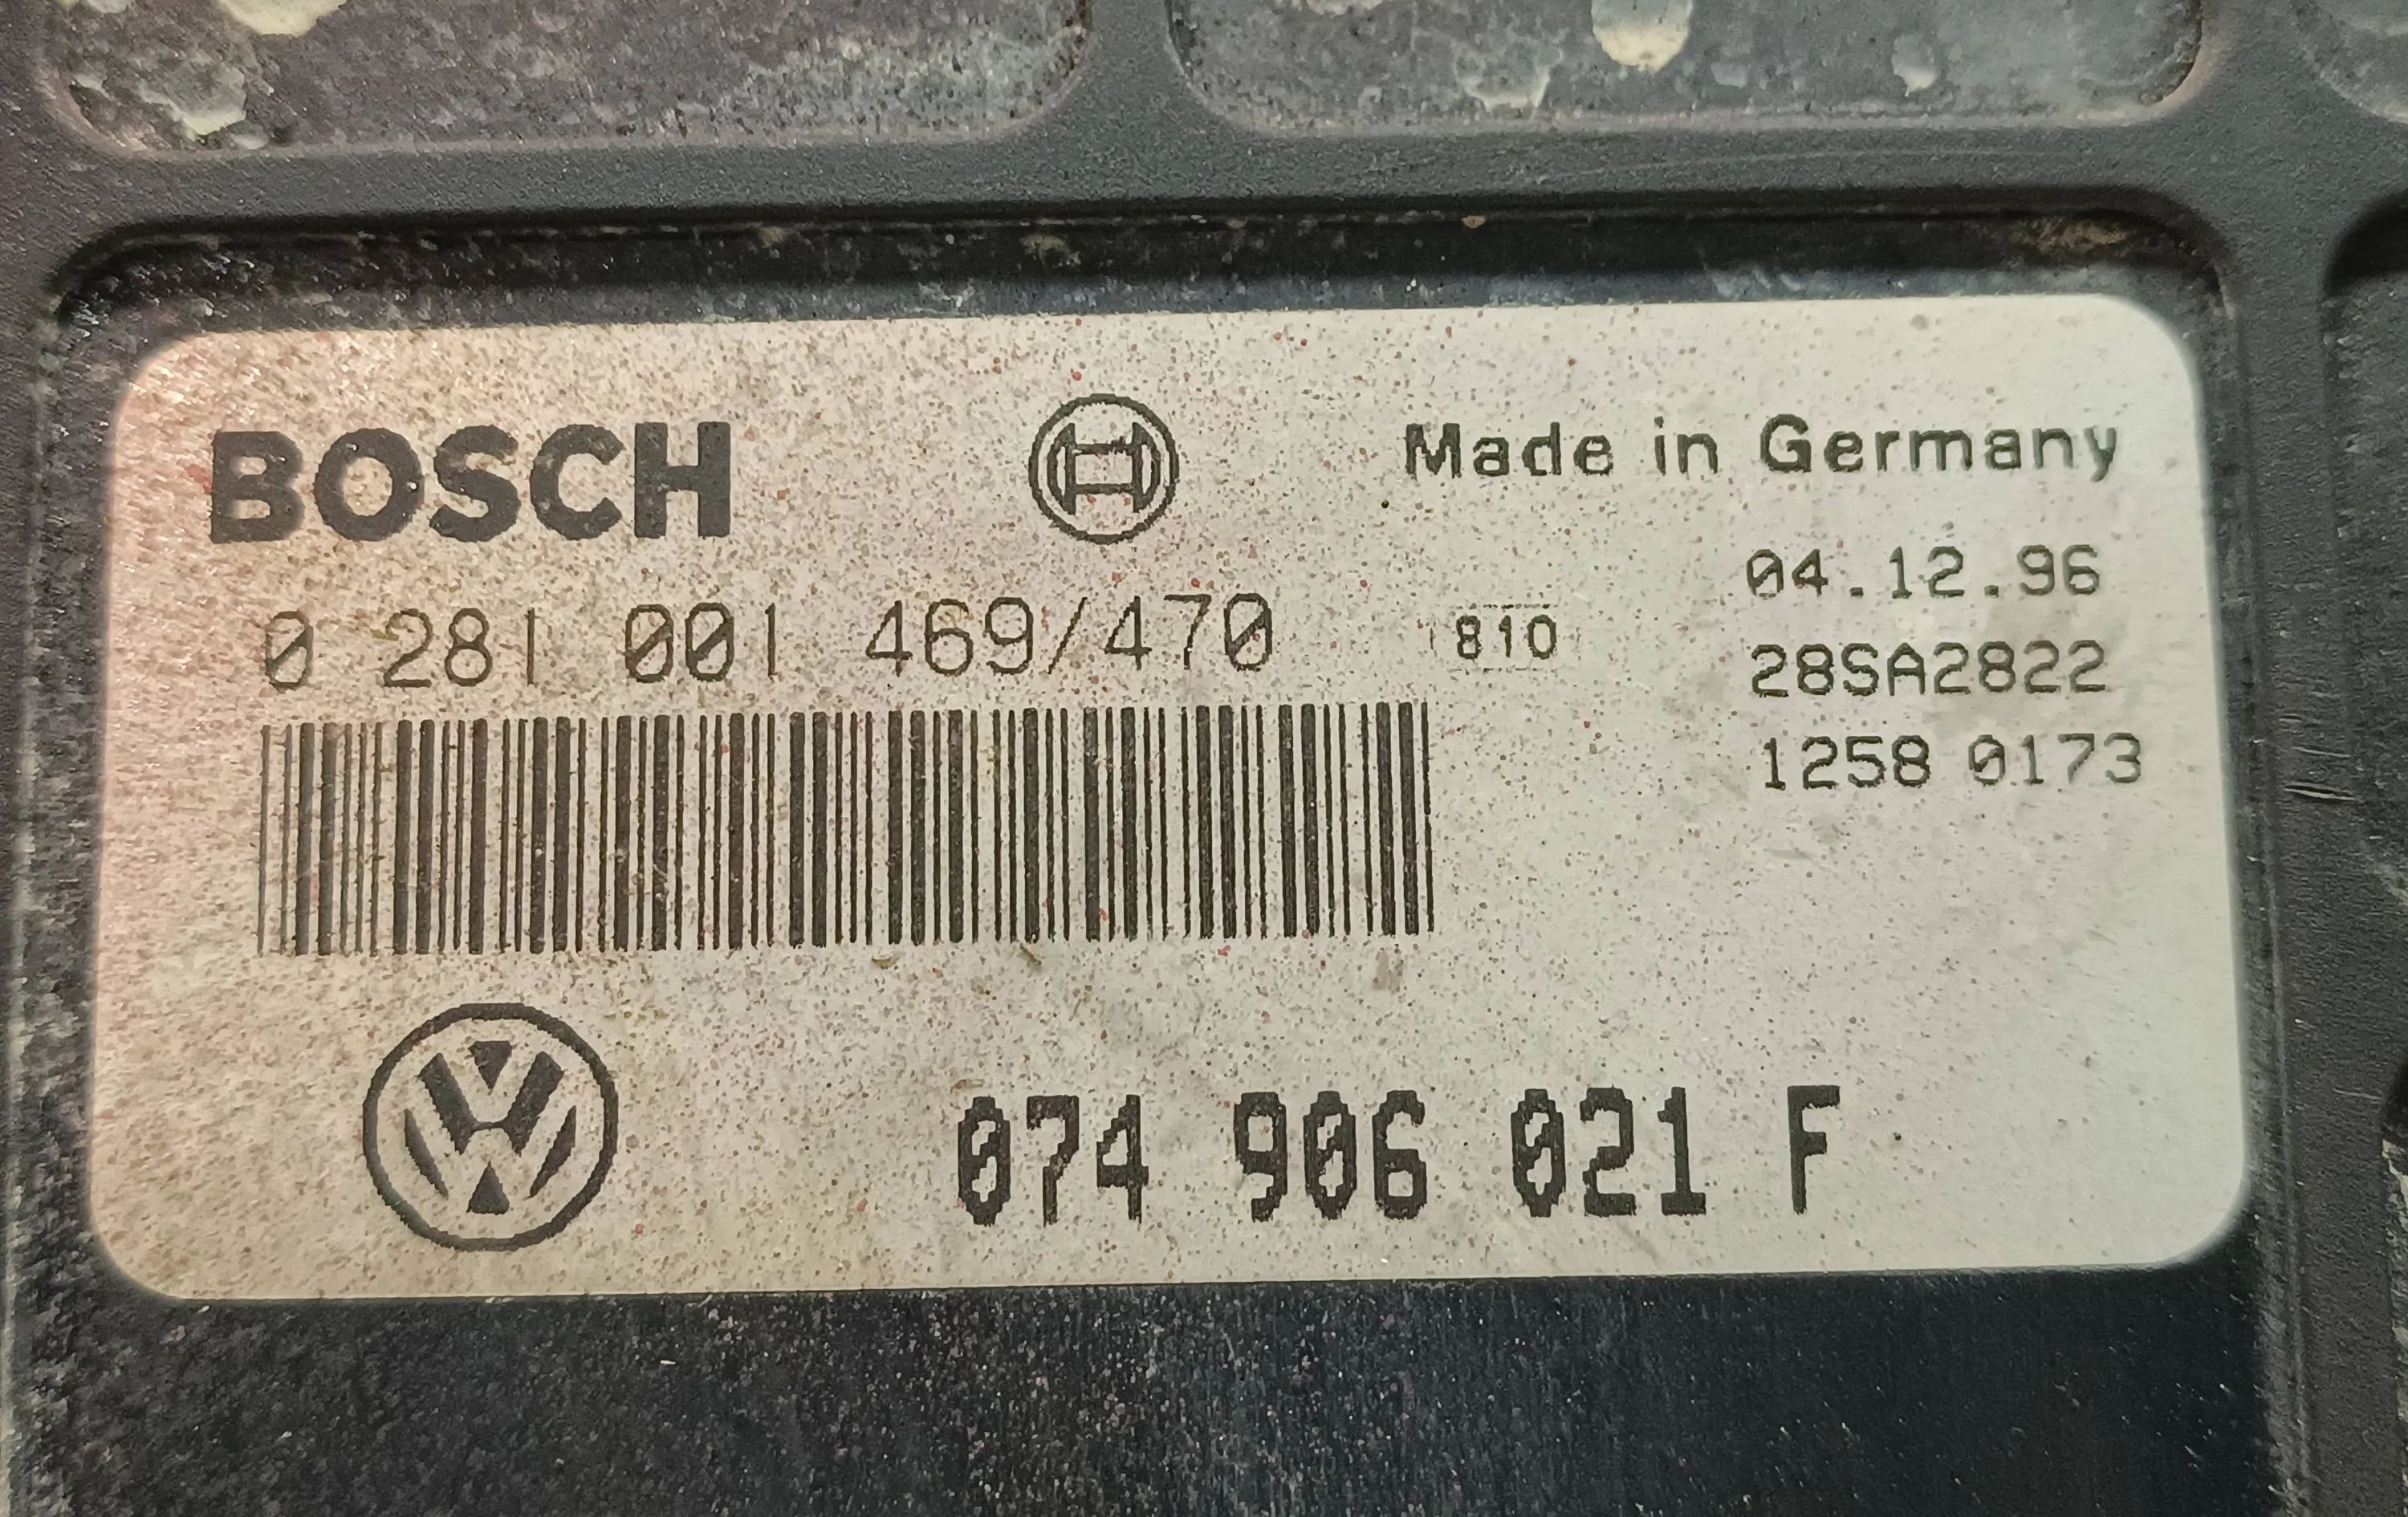 BOSCH
Made in Germany
04.12.96
0 281 001 469/470
810
28SA2822
1258 0173
074 906 021 F